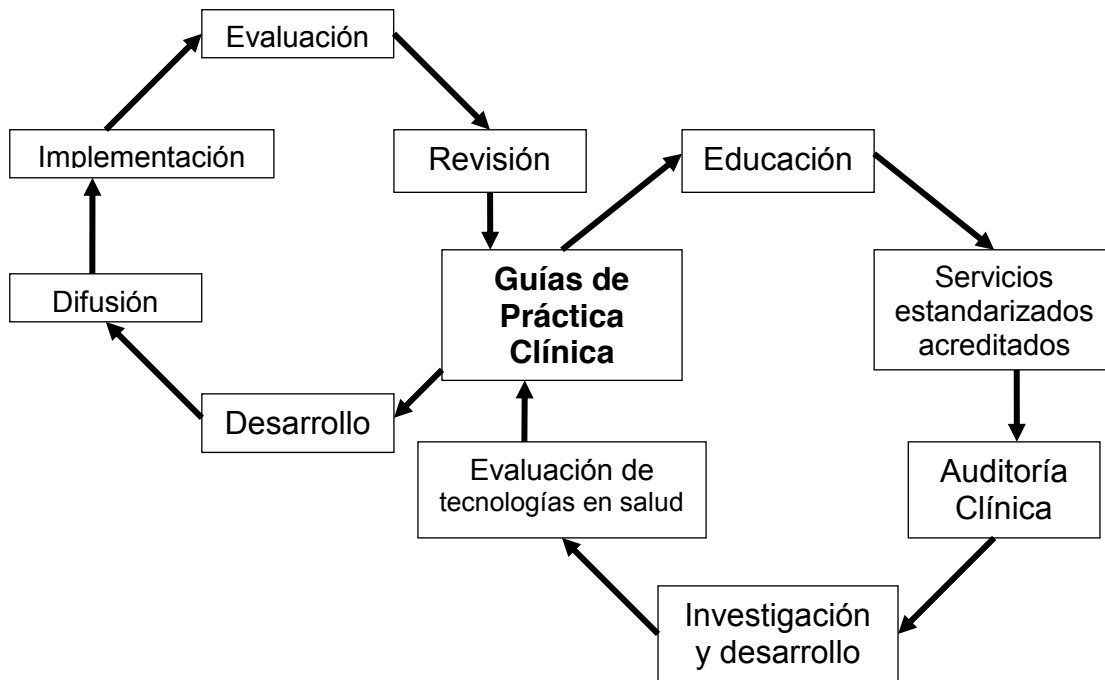 Evaluación
Implementación
Revisión
Educación
Guías de
Práctica
Clínica
Servicios
estandarizados
acreditados
Difusión
Desarrollo
Evaluación de
tecnologías en salud
Auditoría
Clínica
Investigación
y desarrollo